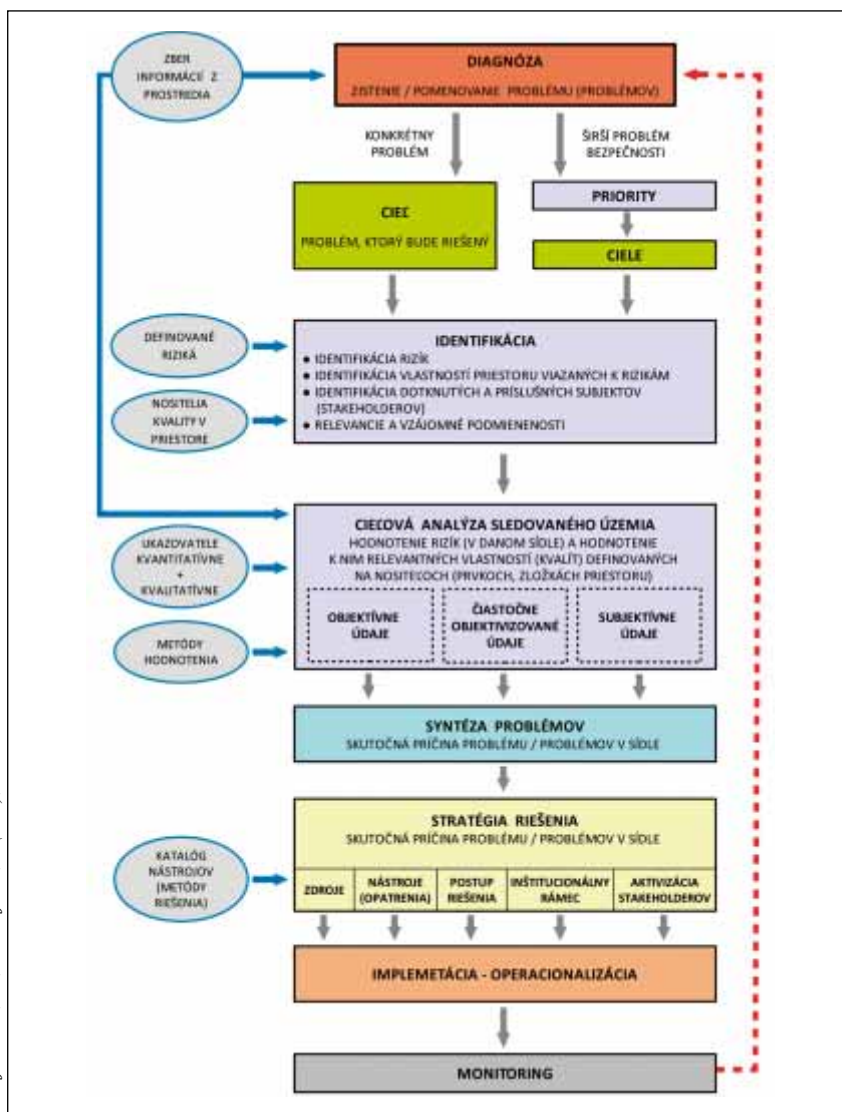 ZBER
INFORMÁCIÍ Z
PROSTREDIA
DIAGNÓZA
ZISTENIE / POMENOVANIE PROBLÉMU (PROBLÉMOV)
KONKRÉTNY
PROBLÉM
ŠIRŠÍ PROBLÉM
BEZPEČNOSTI
CIEĽ
PROBLÉM, KTORÝ BUDE RIEŠENÝ
PRIORITY
CIELE
DEFINOVANÉ
RIZIKÁ
NOSITELIA
KVALITY V
PRIESTORE
IDENTIFIKÁCIA
● IDENTIFIKÁCIA RIZÍK
● IDENTIFIKÁCIA VLASTNOSTÍ PRIESTORU VIAZANÝCH K RIZIKÁM
● IDENTIFIKÁCIA DOTKNUTÝCH A PRÍSLUŠNÝCH SUBJEKTOV
(STAKEHOLDEROV)
● RELEVANCIE A VZÁJOMNÉ PODMIENENOSTI
UKAZOVATELE
KVANTITATÍVNE
+
KVALITATÍVNE
METÓDY
HODNOTENIA
CIEĽOVÁ ANALÝZA SLEDOVANÉHO ÚZEMIA
HODNOTENIE RIZÍK (V DANOM SÍDLE) A HODNOTENIE
K NIM RELEVANTNÝCH VLASTNOSTÍ (KVALÍT) DEFINOVANÝCH
NA NOSITEĽOCH (PRVKOCH, ZLOŽKÁCH PRIESTORU)
OBJEKTÍVNE
ÚDAJE
ČIASTOČNE
OBJEKTIVIZOVANÉ
ÚDAJE
SUBJEKTÍVNE
ÚDAJE
SYNTÉZA PROBLÉMOV
SKUTOČNÁ PRÍČINA PROBLÉMU / PROBLÉMOV V SÍDLE
KATALÓG
NÁSTROJOV
(METÓDY
RIEŠENIA)
STRATÉGIA RIEŠENIA
SKUTOČNÁ PRÍČINA PROBLÉMU / PROBLÉMOV V SÍDLE
ZDROJE
NÁSTROJE
(OPATRENIA)
POSTUP
RIEŠENIA
INŠTITUCIONÁLNY
RÁMEC
AKTIVIZÁCIA
STAKEHOLDEROV
IMPLEMETÁCIA - OPERACIONALIZÁCIA
MONITORING